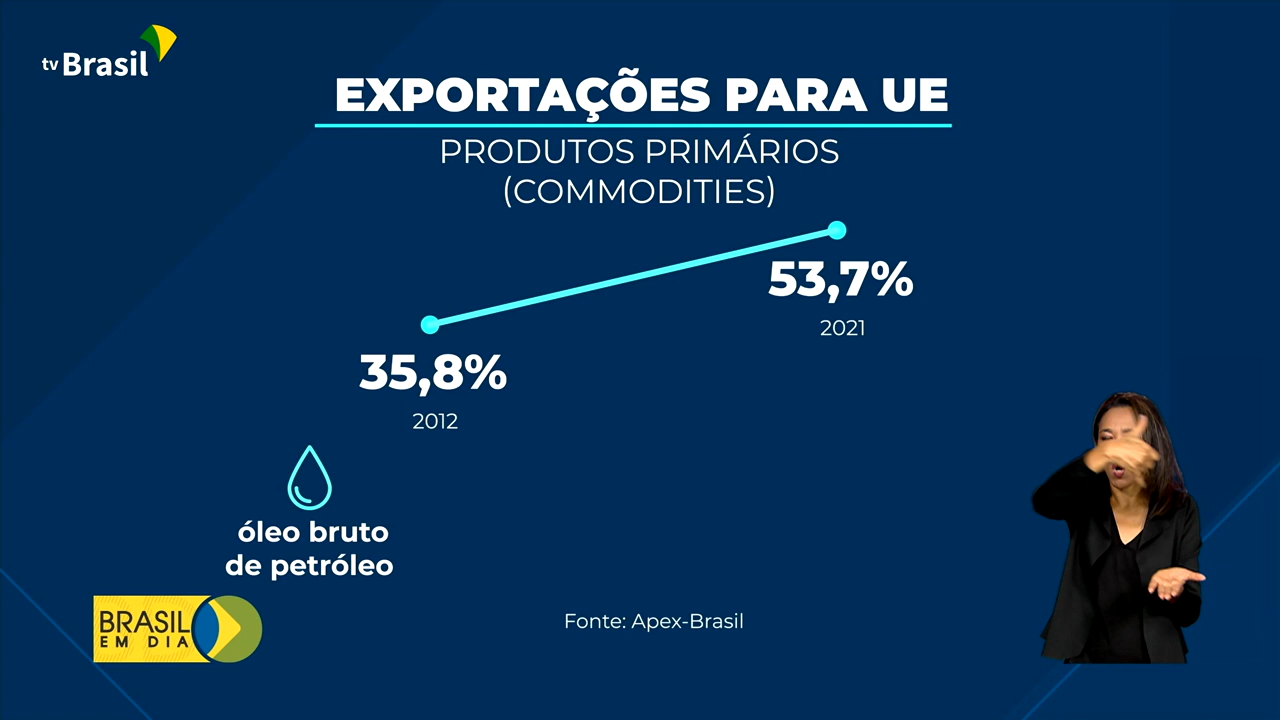 tv Brasil
EXPORTAÇÕES PARA UE
PRODUTOS PRIMÁRIOS
(COMMODITIES)
53,7%
2021
35,8%
2012
óleo bruto
de petróleo
BRASIL
EM DIA
Fonte: Apex-Brasil